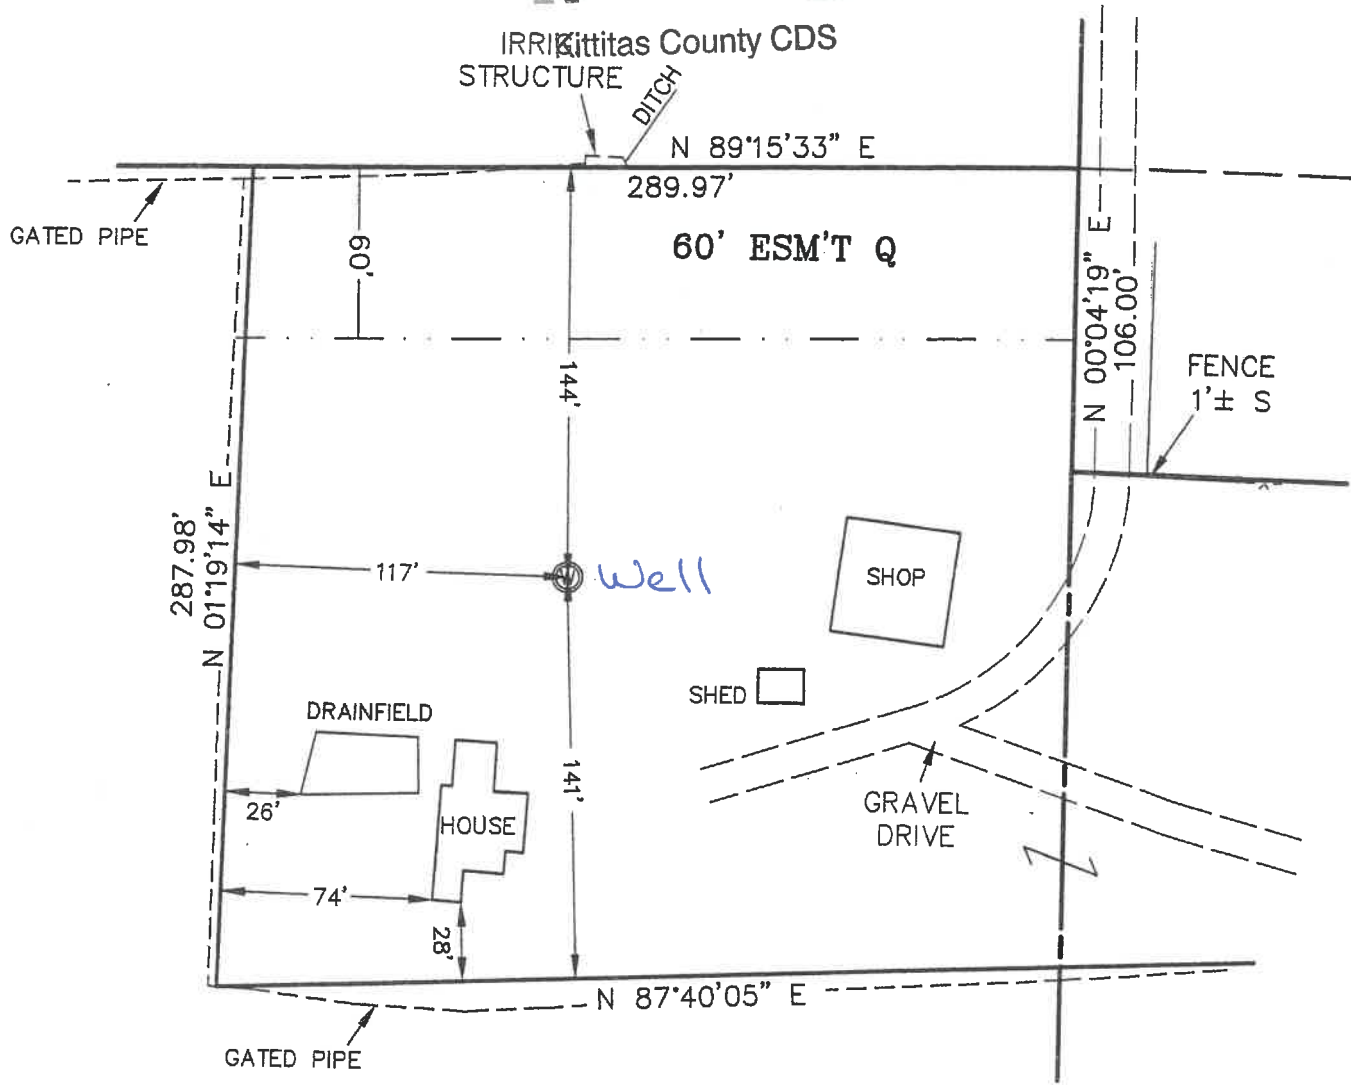 Kittitas County CDS
STRUCTURE
DITCH
N 89°15'33" E
289.97'
GATED PIPE
60'
60' ESM'T Q
N 00°04'19" E
106.00'
FENCE
1'± S
144'
287.98'
N 01°19'14" E
117'
W
Well
SHOP
SHED
DRAINFIELD
26'
HOUSE
141'
GRAVEL
DRIVE
74'
28'
N 87°40'05" E
GATED PIPE